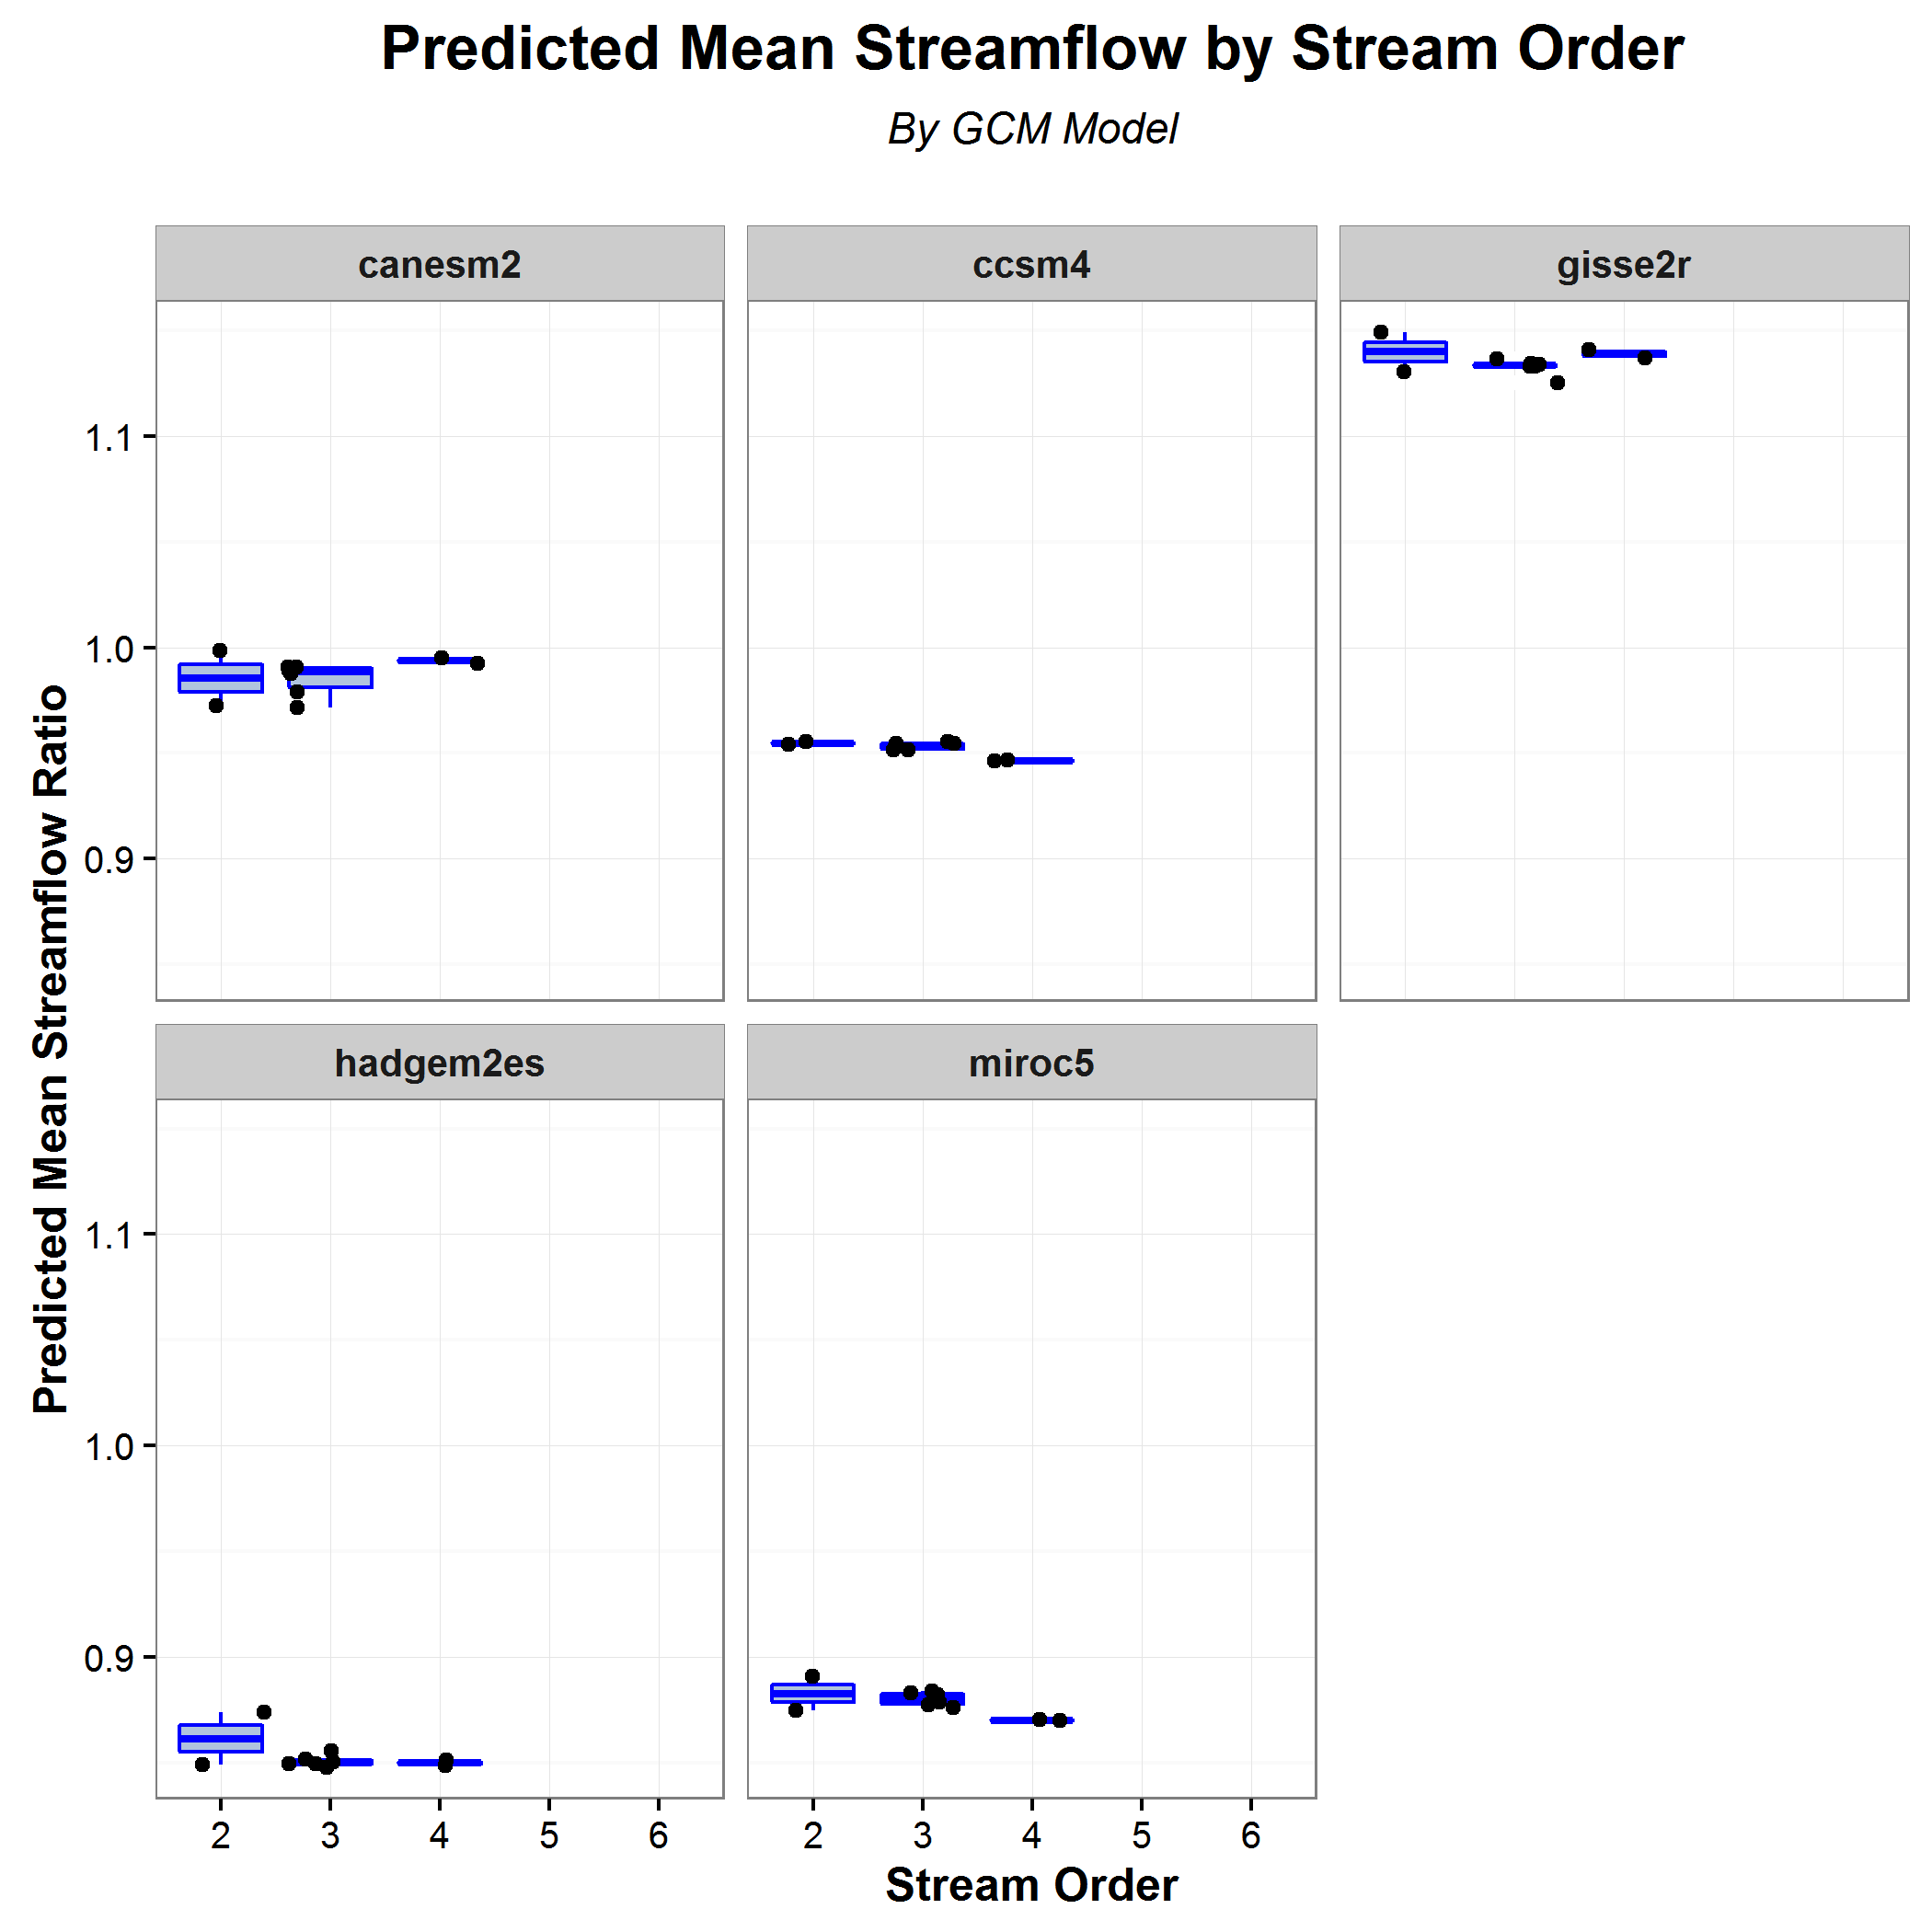 Predicted Mean Streamflow by Stream Order
By GCM Model
canesm2
ccsm4
gisse2r
Predicted Mean Streamflow Ratio
1.1
1.0
0.9
hadgem2es
miroc5
1.1
1.0
0.9
2 3 4 5 6
2 3 4 5 6
Stream Order